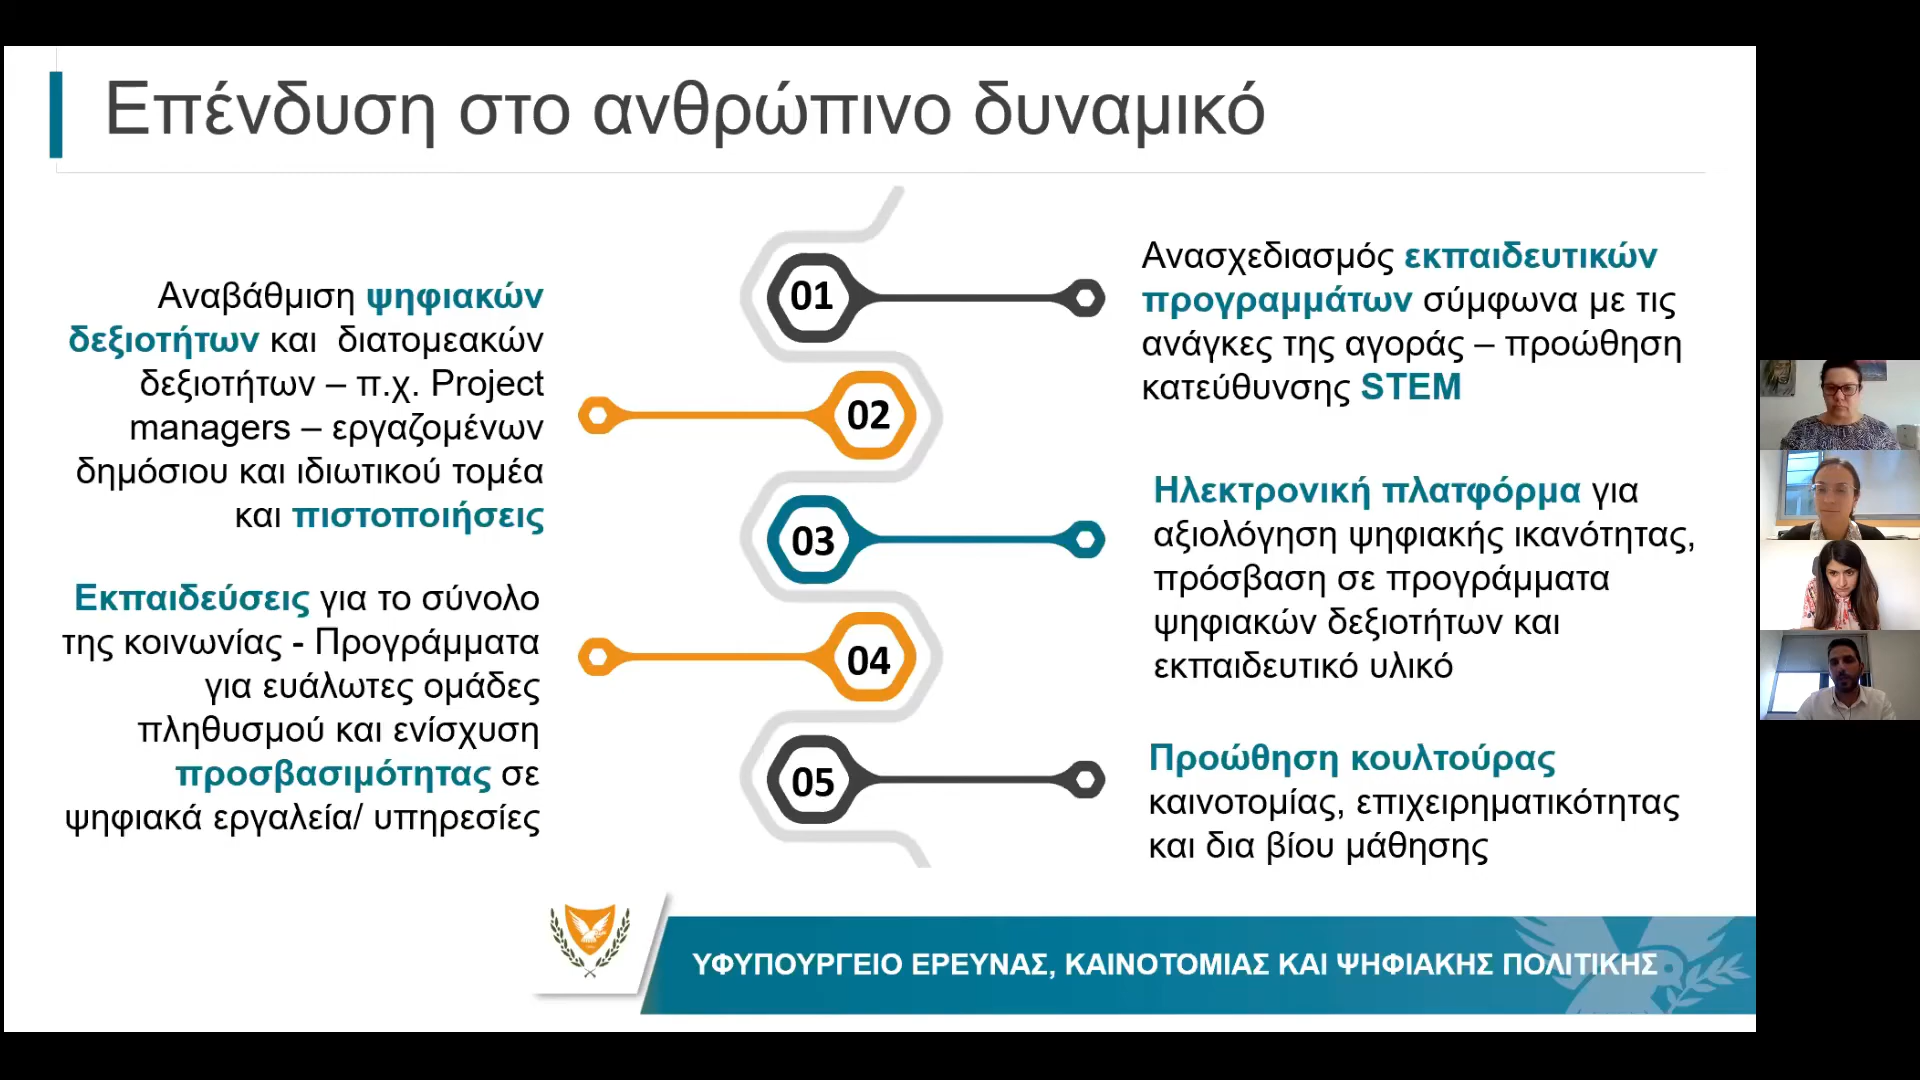 Επένδυση στο ανθρώπινο δυναμικό
01
Ανασχεδιασμός εκπαιδευτικών
προγραμμάτων σύμφωνα με τις
ανάγκες της αγοράς – προώθηση
κατεύθυνσης STEM
02
Αναβάθμιση ψηφιακών
δεξιοτήτων και διατομεακών
δεξιοτήτων – π.χ. Project
managers – εργαζομένων
δημόσιου και ιδιωτικού τομέα
και πιστοποιήσεις
03
Ηλεκτρονική πλατφόρμα για
αξιολόγηση ψηφιακής ικανότητας,
πρόσβαση σε προγράμματα
ψηφιακών δεξιοτήτων και
εκπαιδευτικό υλικό
04
Εκπαιδεύσεις για το σύνολο
της κοινωνίας - Προγράμματα
για ευάλωτες ομάδες
πληθυσμού και ενίσχυση
προσβασιμότητας σε
ψηφιακά εργαλεία/ υπηρεσίες
05
Προώθηση κουλτούρας
καινοτομίας, επιχειρηματικότητας
και δια βίου μάθησης
ΥΦΥΠΟΥΡΓΕΙΟ ΕΡΕΥΝΑΣ, ΚΑΙΝΟΤΟΜΙΑΣ ΚΑΙ ΨΗΦΙΑΚΗΣ ΠΟΛΙΤΙΚΗΣ